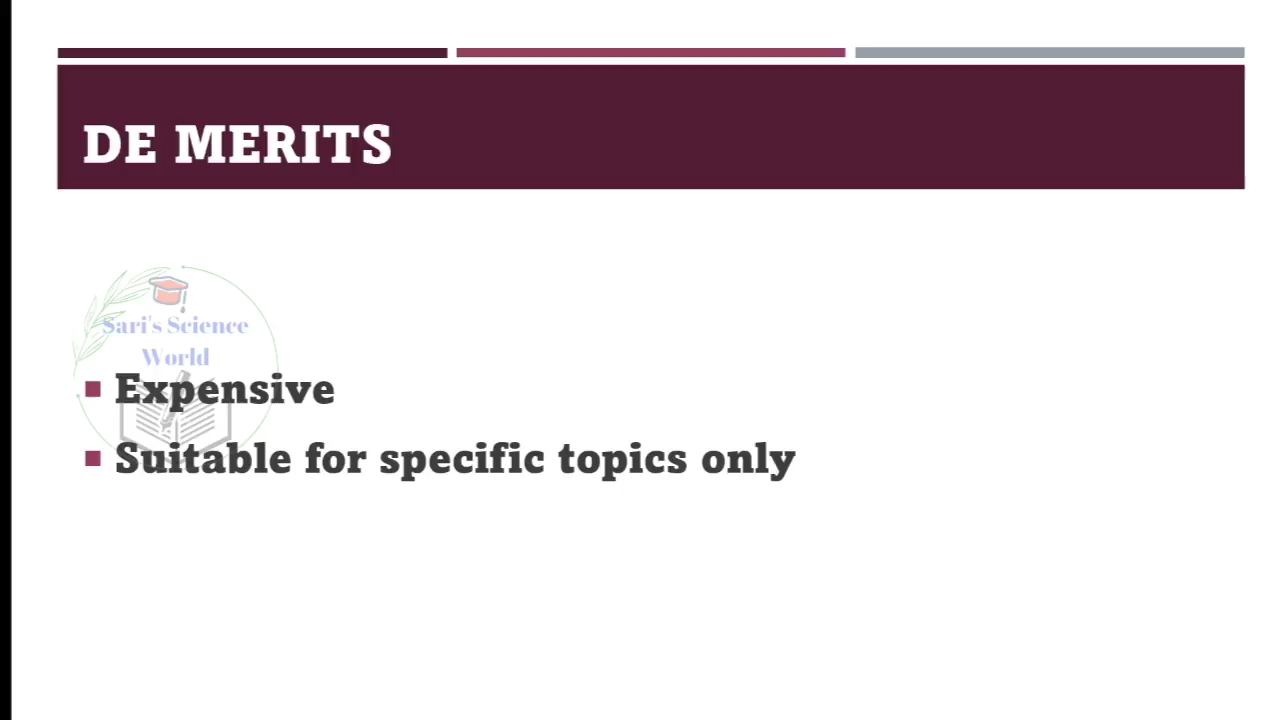 DE MERITS
Sari's Science
World
Expensive
Suitable for specific topics only